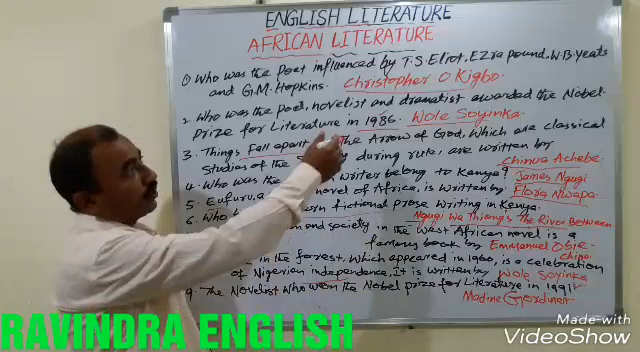 ENGLISH LITERATURE
AFRICAN LITERATURE
① Who was the poet influenced by T.S. Eliot, Ezra pound, W.B. Yeats
and G.M. Hopkins. Christopher O Kigbo.
2. Who was the poet, novelist and dramatist awarded the Nobel
Prize for Literature in 1986. Wole Soyinka.
3. Things Fall apart The Arrow of God, which are classical
studies of the during rule, are written by Chinua Achebe.
4. Who was the writer belong to Kenya? James Ngugi
5. Eufuru, a novel of Africa, is written by. Flora Nwapa.
6. Who fictional prose writing in Kenya.
Ngugi wa Thiong's The River Between.
and society in the West African novel is a
famous book by Emmanuel Obie-
china.
in the forest, which appeared in 1960, is a celebration
of Nigerian independence, It is written by Wole Soyinka
9. The Novelist who won the Nobel prize for Literature in 1991.
Madine Gordiner.
RAVINDRA ENGLISH
Made with
VideoShow